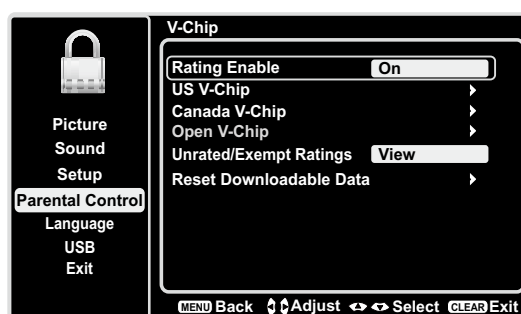 V-Chip
Rating Enable On
US V-Chip
Canada V-Chip
Open V-Chip
Unrated/Exempt Ratings View
Reset Downloadable Data
Picture
Sound
Setup
Parental Control
Language
USB
Exit
MENU Back Adjust Select CLEAR Exit